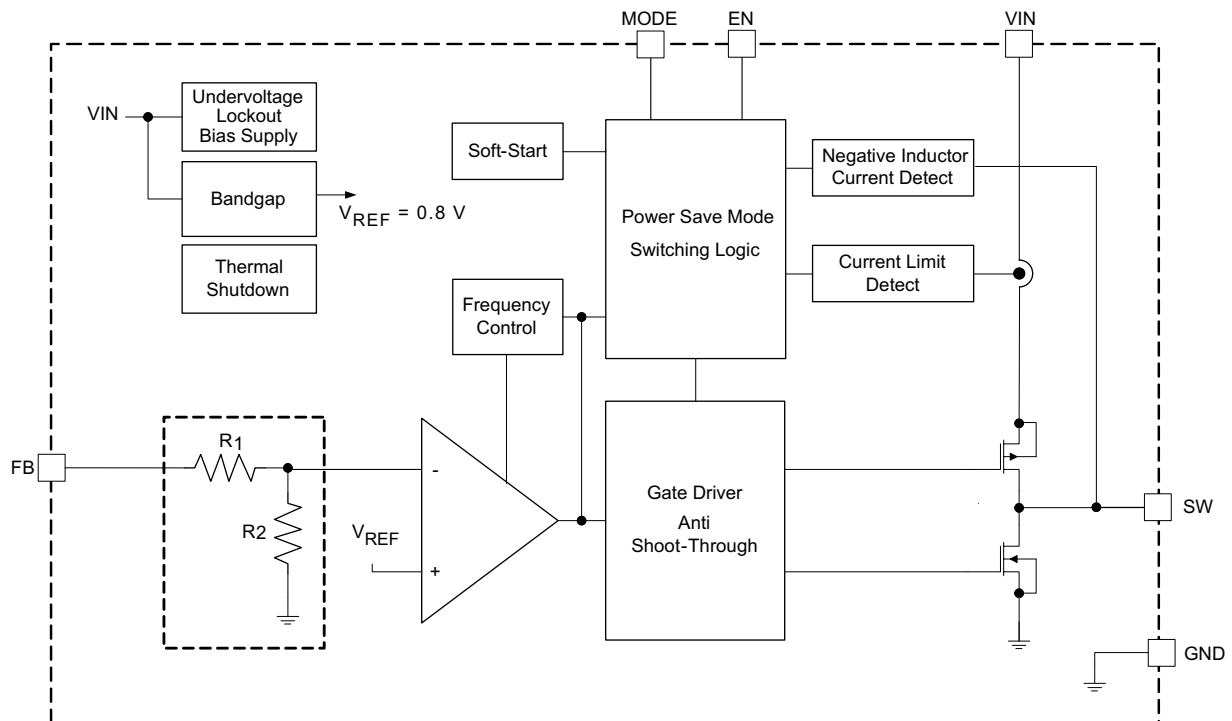 MODE
EN
VIN
VIN
Undervoltage
Lockout
Bias Supply
Bandgap
V_REF = 0.8 V
Thermal
Shutdown
Soft-Start
Power Save Mode
Switching Logic
Negative Inductor
Current Detect
Current Limit
Detect
Frequency
Control
FB
R1
R2
-
V_REF
+
Gate Driver
Anti
Shoot-Through
SW
GND